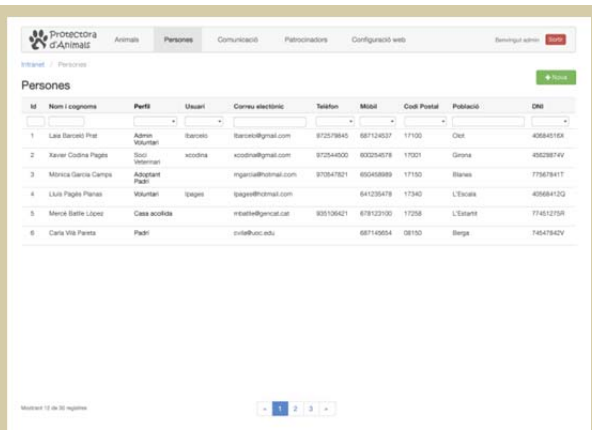 Protectora
d'Animals
Animals Persones Comunicació Patrocinadors Configuració web Benvingut admin Sortir
Intranet / Persones
Persones
+ Nova
Id Nom i cognoms Perfil Usuari Correu electònic Telèfon Mòbil Codi Postal Població DNI
1 Laia Barceló Prat Admin lbarcelo lbarcelo@gmail.com 972579845 687124537 17100 Olot 40684516X
Voluntari
2 Xavier Codina Pagès Soci xcodina xcodina@gmail.com 972544500 600254578 17001 Girona 45628874V
Veterinari
3 Mònica Garcia Camps Adoptant mgarcia@hotmail.com 970547821 650458989 17150 Blanes 77567841T
Padrí
4 Lluís Pagès Planas Voluntari lpages lpages@hotmail.com 641235478 17340 L'Escala 40568412Q
5 Mercè Batlle López Casa acollida mbatlle@gencat.cat 935106421 678123100 17258 L'Estartit 77451275R
6 Carla Vilà Pareta Padrí cvila@uoc.edu 687145654 08150 Berga 74547842V
Mostrant 12 de 30 registres
« 1 2 3 »